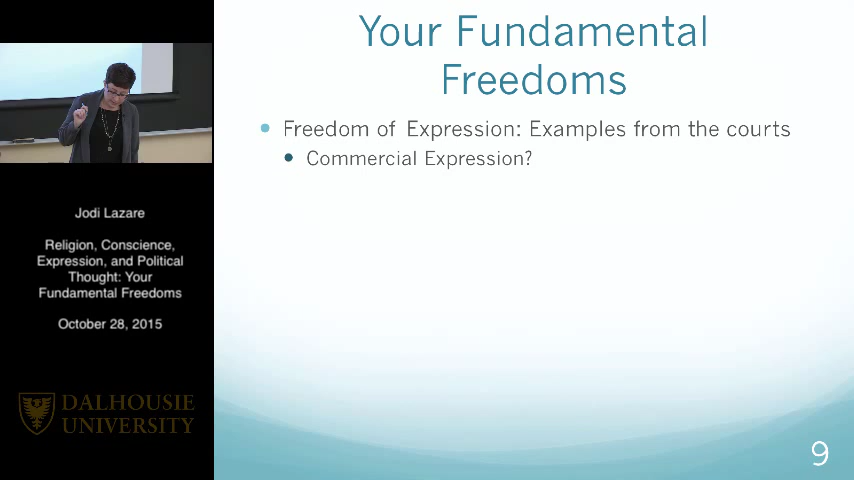 Your Fundamental
Freedoms
Freedom of Expression: Examples from the courts
Commercial Expression?
Jodi Lazare
Religion, Conscience,
Expression, and Political
Thought: Your
Fundamental Freedoms
October 28, 2015
DALHOUSIE
UNIVERSITY
9